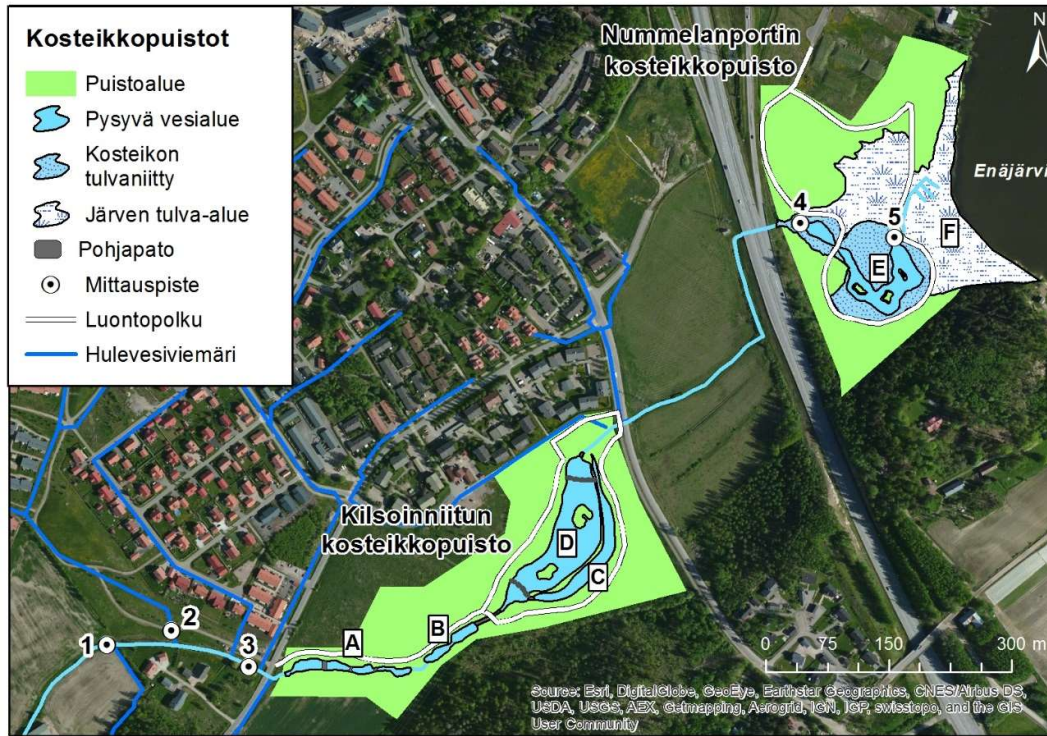 Kosteikkopuistot
Puistoalue
Pysyvä vesialue
Kosteikon
tulvaniitty
Järven tulva-alue
Pohjapato
Mittauspiste
Luontopolku
Hulevesiviemäri
Nummelanportin
kosteikkopuisto
N
Enäjärvi
4
5
E
F
Kilsoinniitun
kosteikkopuisto
D
C
B
A
1
2
3
0 75 150 300 m
Source: Esri, DigitalGlobe, GeoEye, Earthstar Geographics, CNES/Airbus DS,
USDA, USGS, AEX, Getmapping, Aerogrid, IGN, IGP, swisstopo, and the GIS
User Community